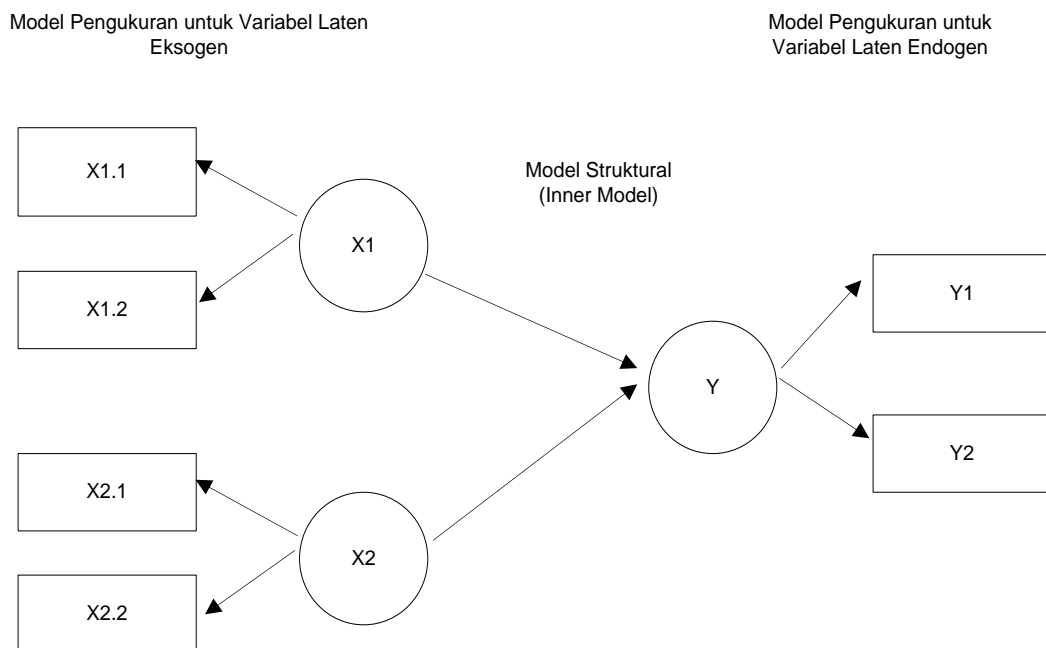 Model Pengukuran untuk Variabel Laten
Eksogen
Model Pengukuran untuk
Variabel Laten Endogen
X1.1
Model Struktural
(Inner Model)
X1
X1.2
Y1
Y
Y2
X2.1
X2
X2.2